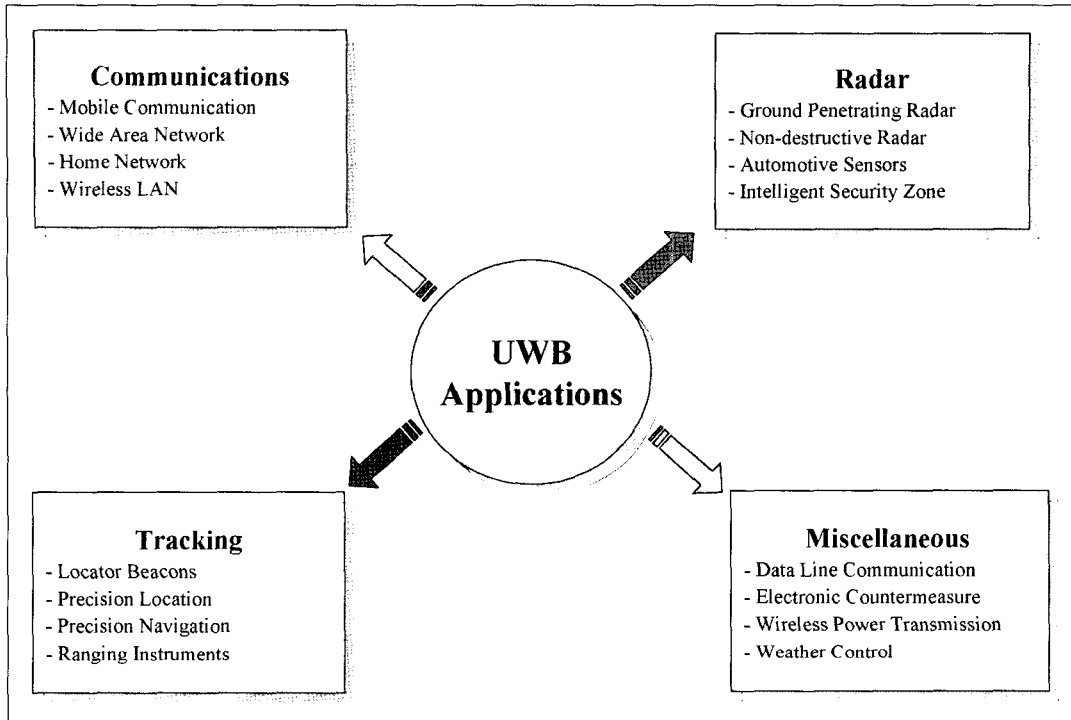 Communications
- Mobile Communication
- Wide Area Network
- Home Network
- Wireless LAN
Radar
- Ground Penetrating Radar
- Non-destructive Radar
- Automotive Sensors
- Intelligent Security Zone
UWB
Applications
Tracking
- Locator Beacons
- Precision Location
- Precision Navigation
- Ranging Instruments
Miscellaneous
- Data Line Communication
- Electronic Countermeasure
- Wireless Power Transmission
- Weather Control